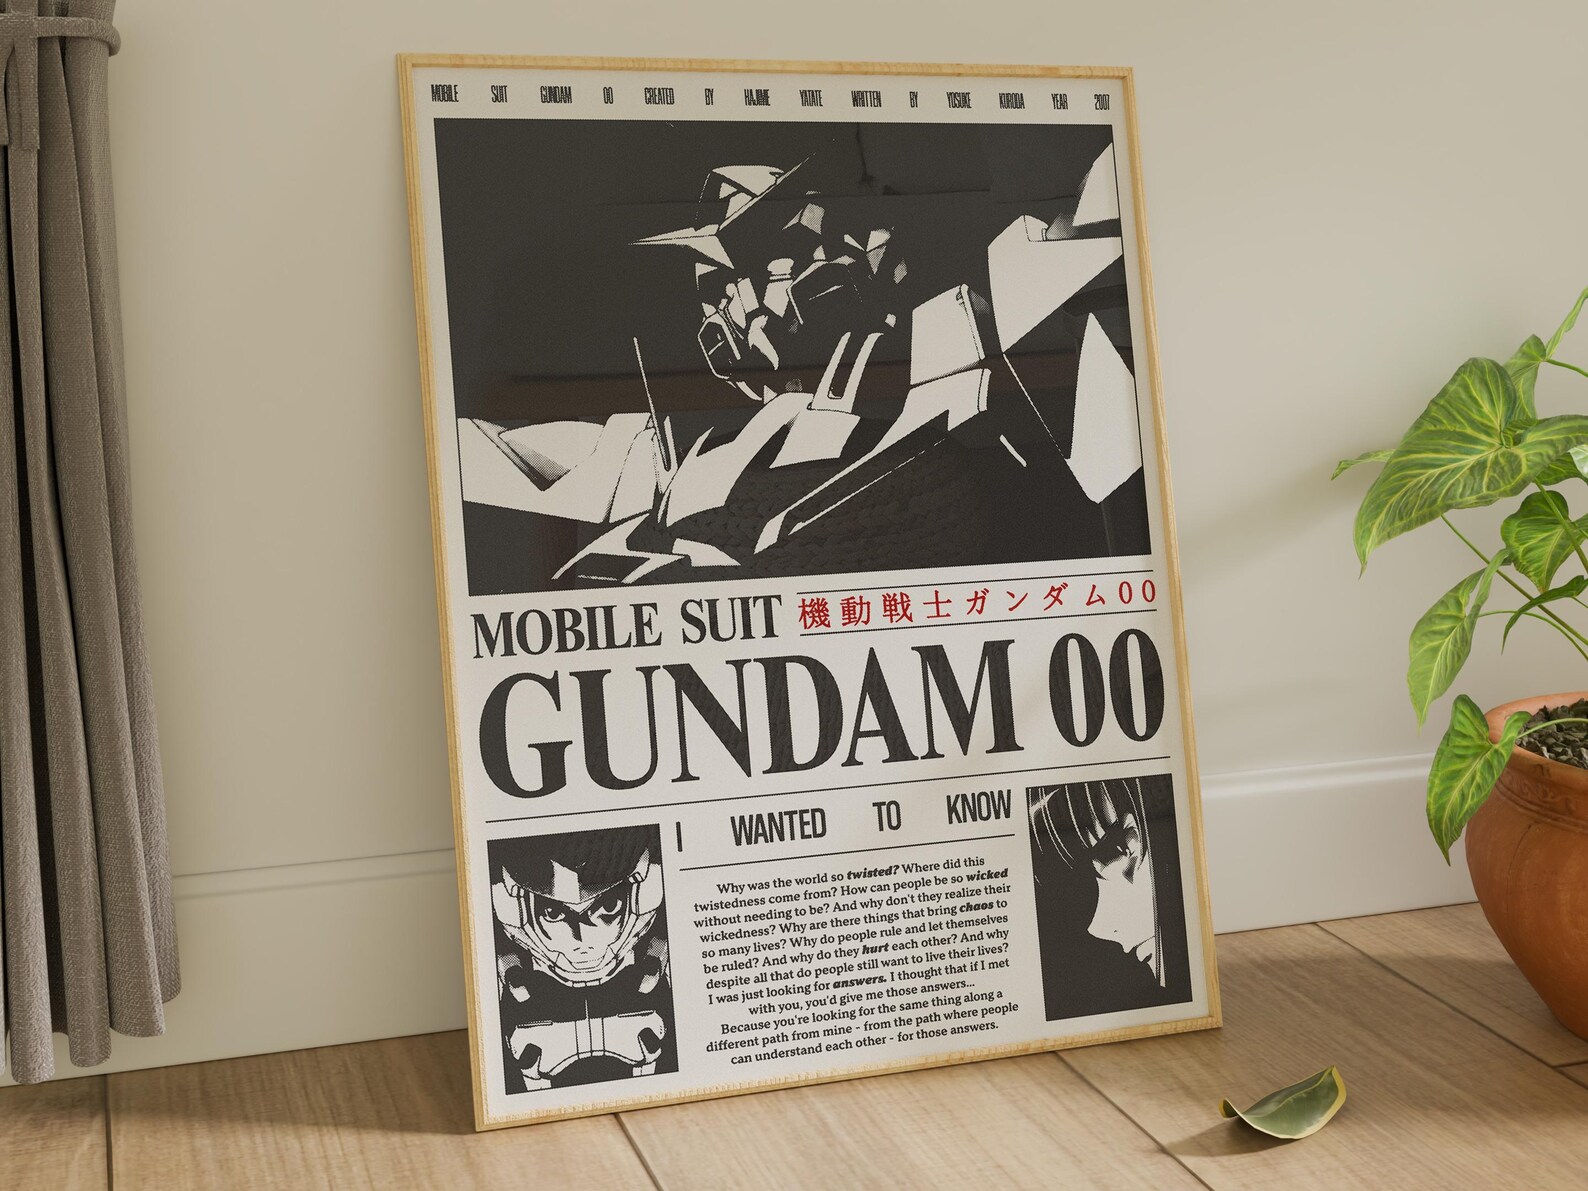 MOBILE SUIT GUNDAM 00 CREATED BY HAJIME YATATE WRITTEN BY YOSUKE KURODA YEAR 2007
MOBILE SUIT
機動戦士ガンダム00
GUNDAM 00
I WANTED TO KNOW
Why was the world so twisted? Where did this
twistedness come from? How can people be so wicked
without needing to be? And why don't they realize their
wickedness? Why are there things that bring chaos to
so many lives? Why do people rule and let themselves
be ruled? And why do they hurt each other? And why
despite all that do people still want to live their lives?
I was just looking for answers. I thought that if I met
with you, you'd give me those answers...
Because you're looking for the same thing along a
different path from mine - from the path where people
can understand each other - for those answers.